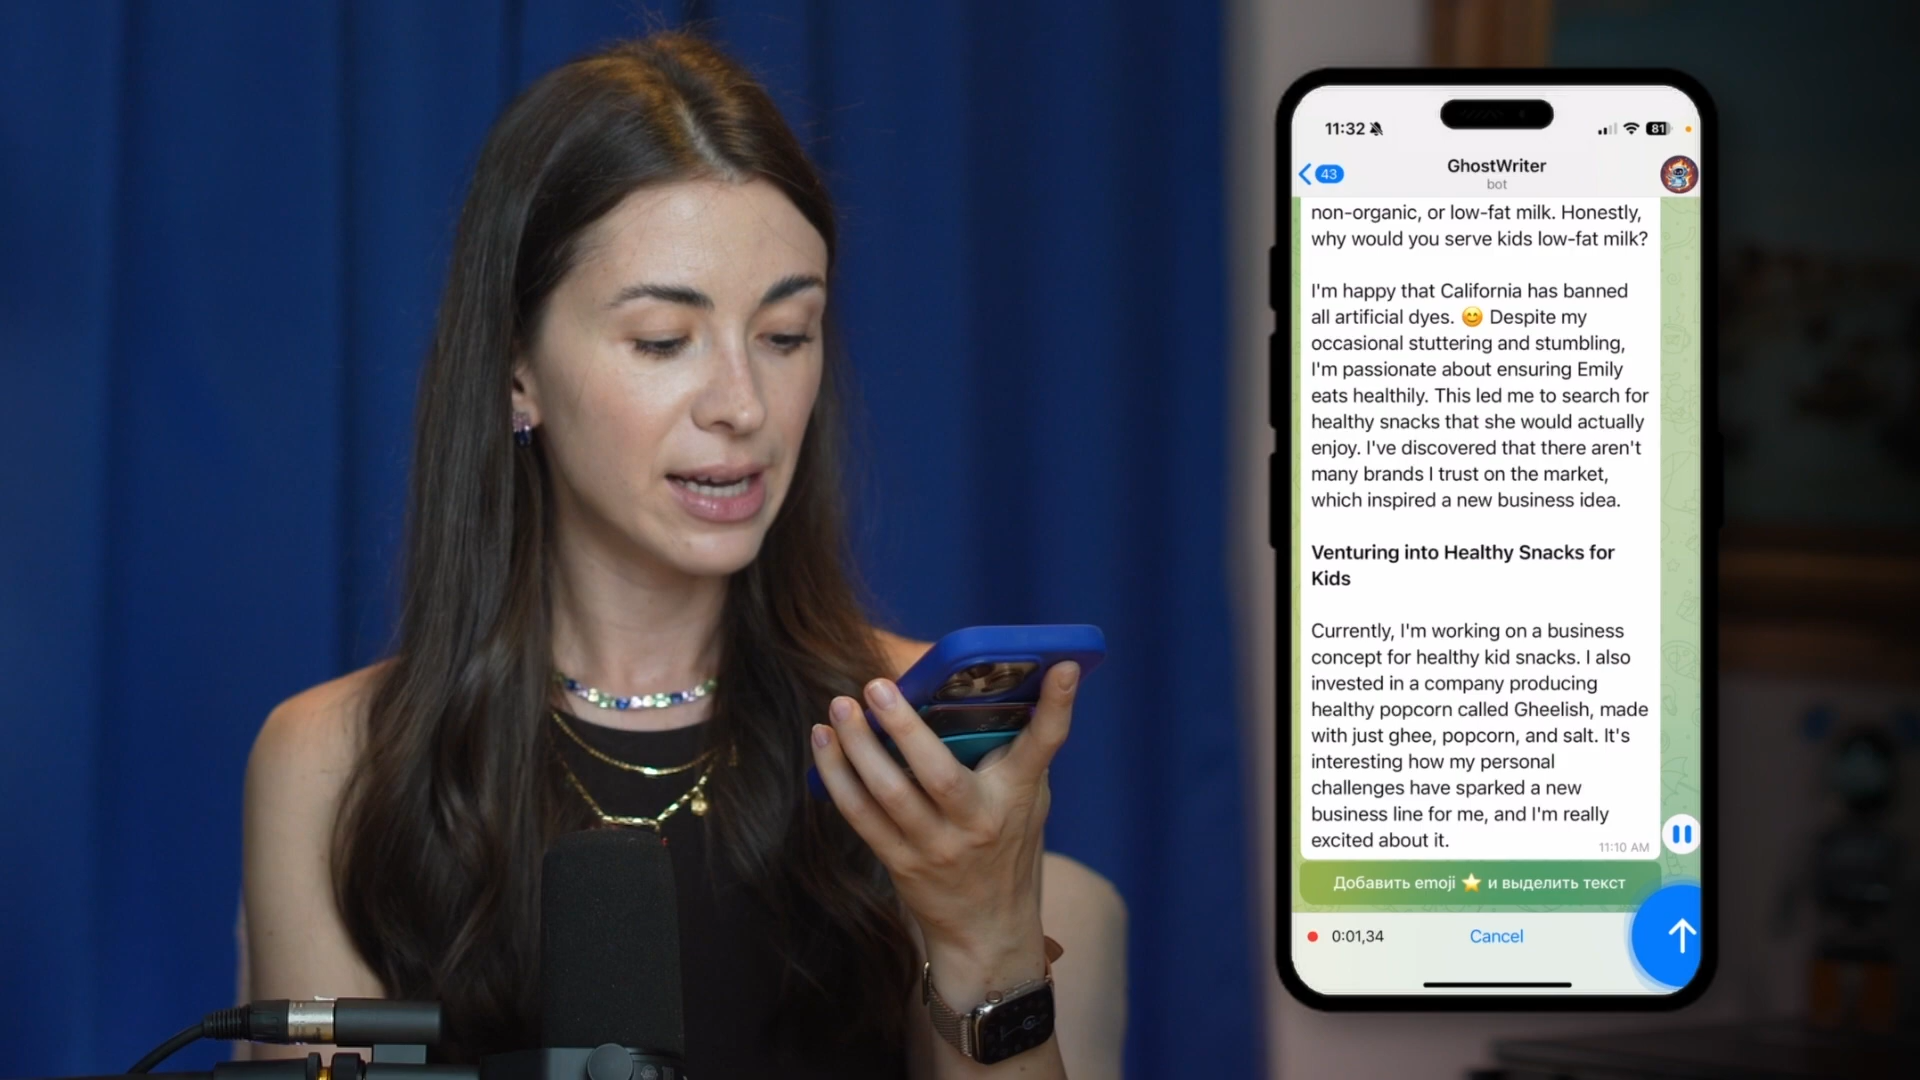 11:32
81
43
GhostWriter
bot
non-organic, or low-fat milk. Honestly,
why would you serve kids low-fat milk?
I'm happy that California has banned
all artificial dyes. 😊 Despite my
occasional stuttering and stumbling,
I'm passionate about ensuring Emily
eats healthily. This led me to search for
healthy snacks that she would actually
enjoy. I've discovered that there aren't
many brands I trust on the market,
which inspired a new business idea.
Venturing into Healthy Snacks for
Kids
Currently, I'm working on a business
concept for healthy kid snacks. I also
invested in a company producing
healthy popcorn called Gheelish, made
with just ghee, popcorn, and salt. It's
interesting how my personal
challenges have sparked a new
business line for me, and I'm really
excited about it.
11:10 AM
Добавить emoji ⭐ и выделить текст
0:01,34
Cancel